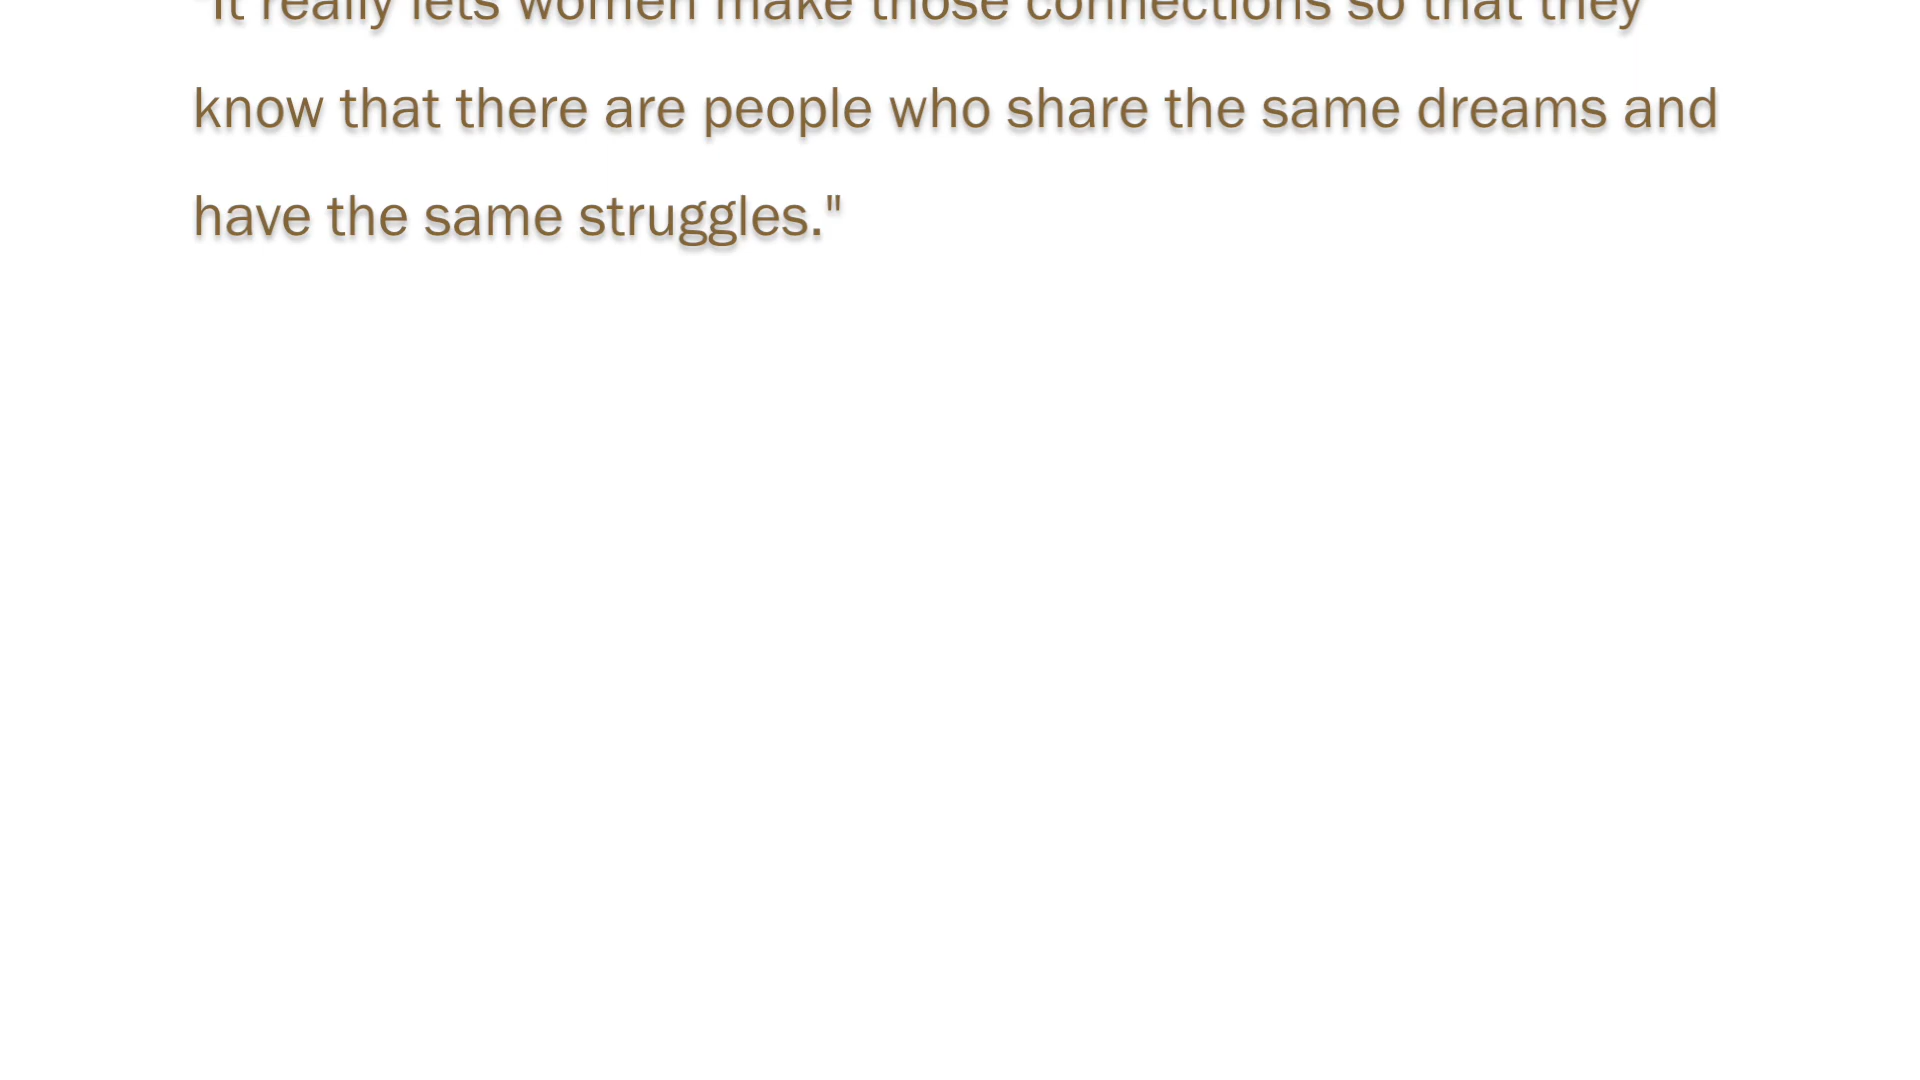 "It really lets women make those connections so that they
know that there are people who share the same dreams and
have the same struggles."